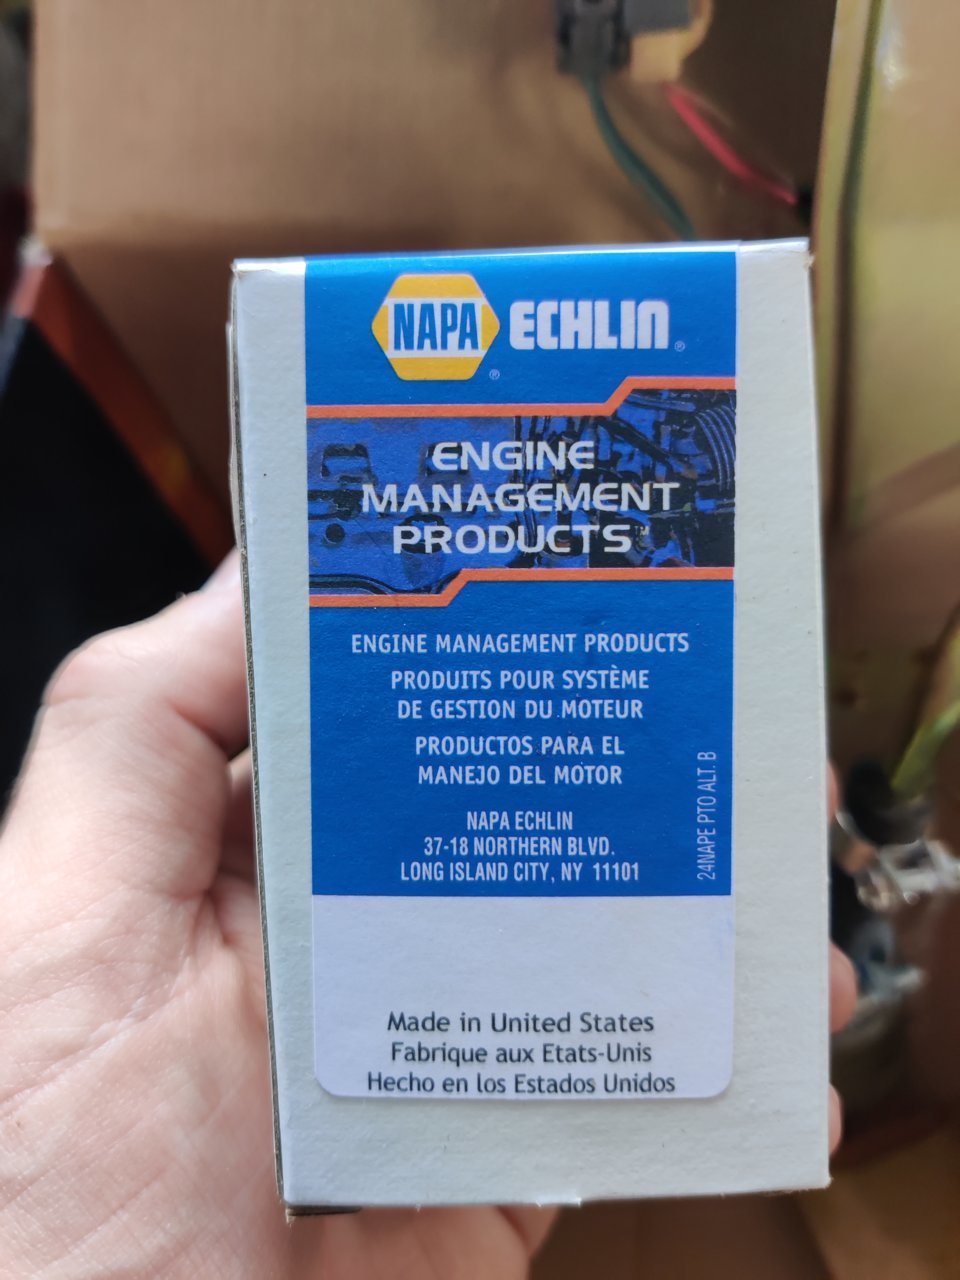 NAPA ECHLIN
® ®
ENGINE
MANAGEMENT
PRODUCTS™
ENGINE MANAGEMENT PRODUCTS
PRODUITS POUR SYSTÈME
DE GESTION DU MOTEUR
PRODUCTOS PARA EL
MANEJO DEL MOTOR
NAPA ECHLIN
37-18 NORTHERN BLVD.
LONG ISLAND CITY, NY 11101
24NAPE PTO ALT. B
Made in United States
Fabrique aux Etats-Unis
Hecho en los Estados Unidos